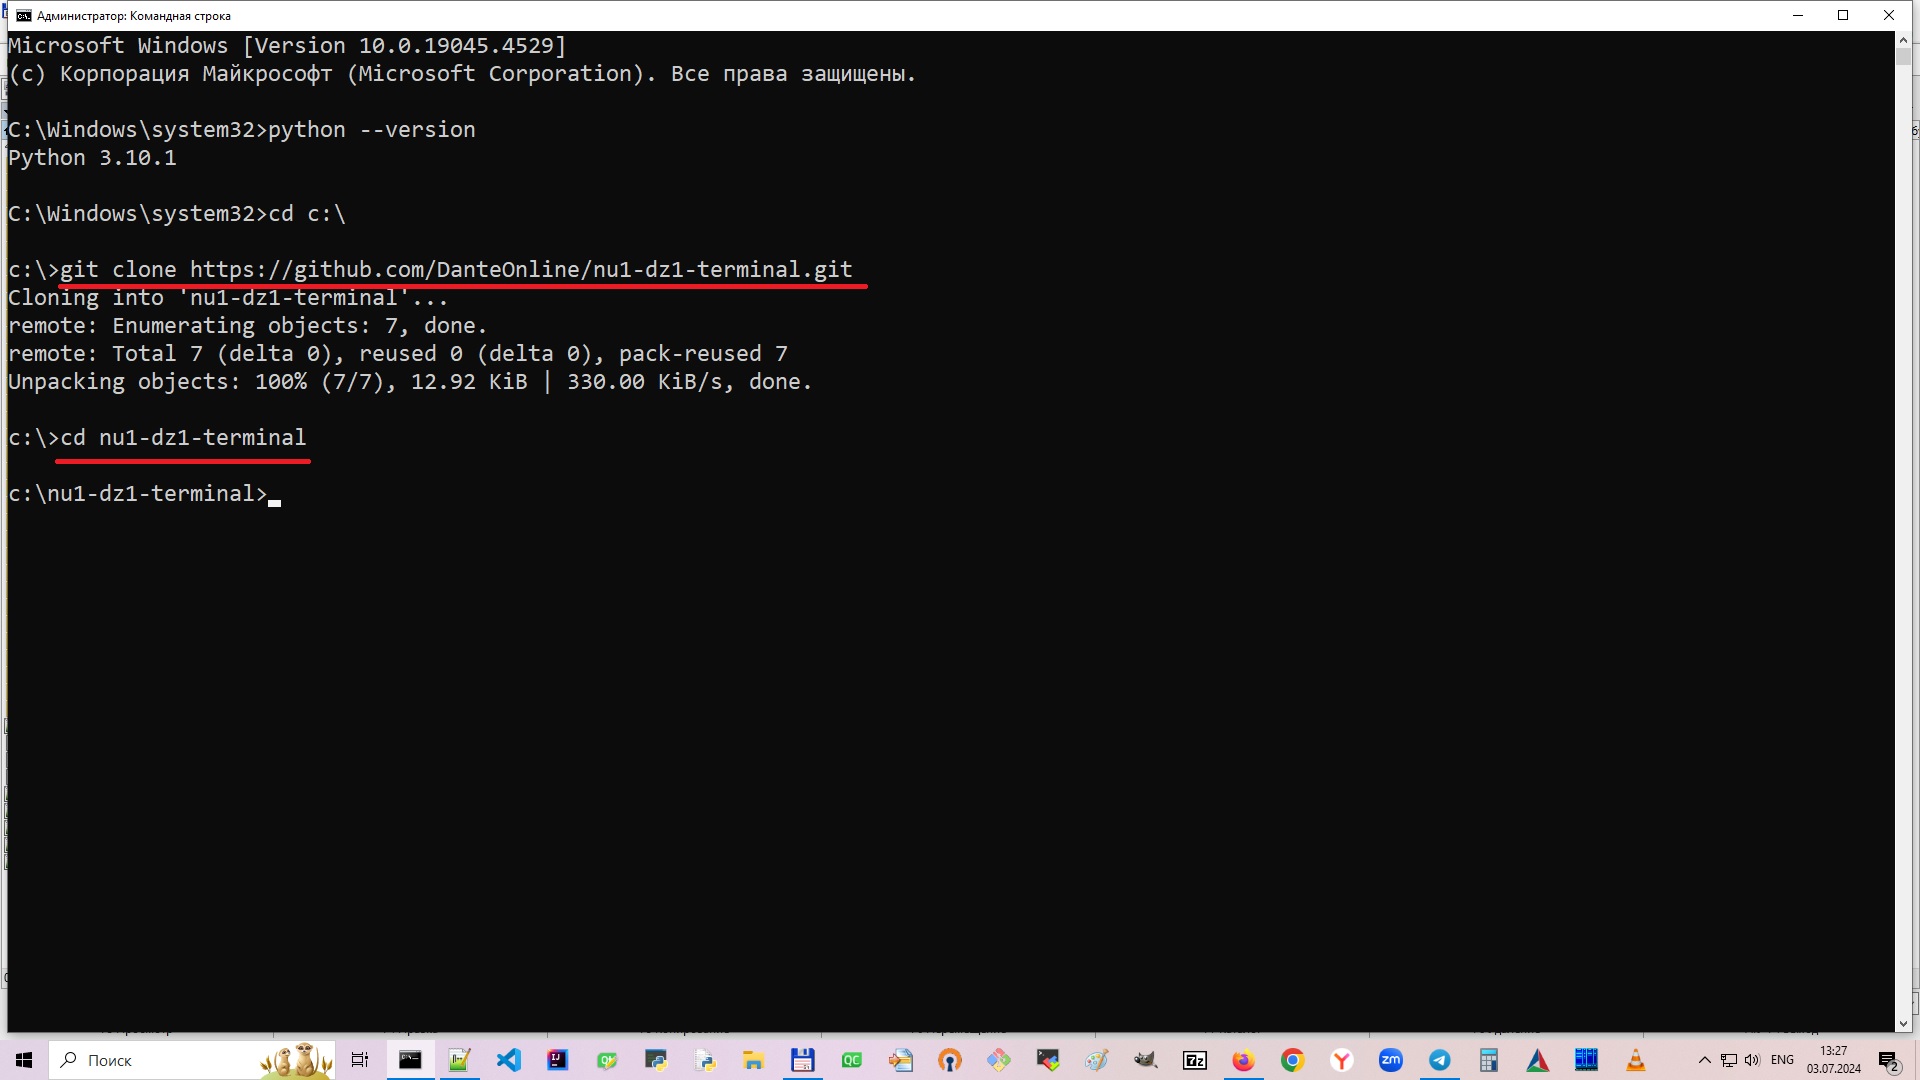 Администратор: Командная строка
Microsoft Windows [Version 10.0.19045.4529]
(c) Корпорация Майкрософт (Microsoft Corporation). Все права защищены.
C:\Windows\system32>python --version
Python 3.10.1
C:\Windows\system32>cd c:\
c:\>git clone https://github.com/DanteOnline/nu1-dz1-terminal.git
Cloning into 'nu1-dz1-terminal'...
remote: Enumerating objects: 7, done.
remote: Total 7 (delta 0), reused 0 (delta 0), pack-reused 7
Unpacking objects: 100% (7/7), 12.92 KiB | 330.00 KiB/s, done.
c:\>cd nu1-dz1-terminal
c:\nu1-dz1-terminal>
Поиск
ENG
13:27
03.07.2024
2